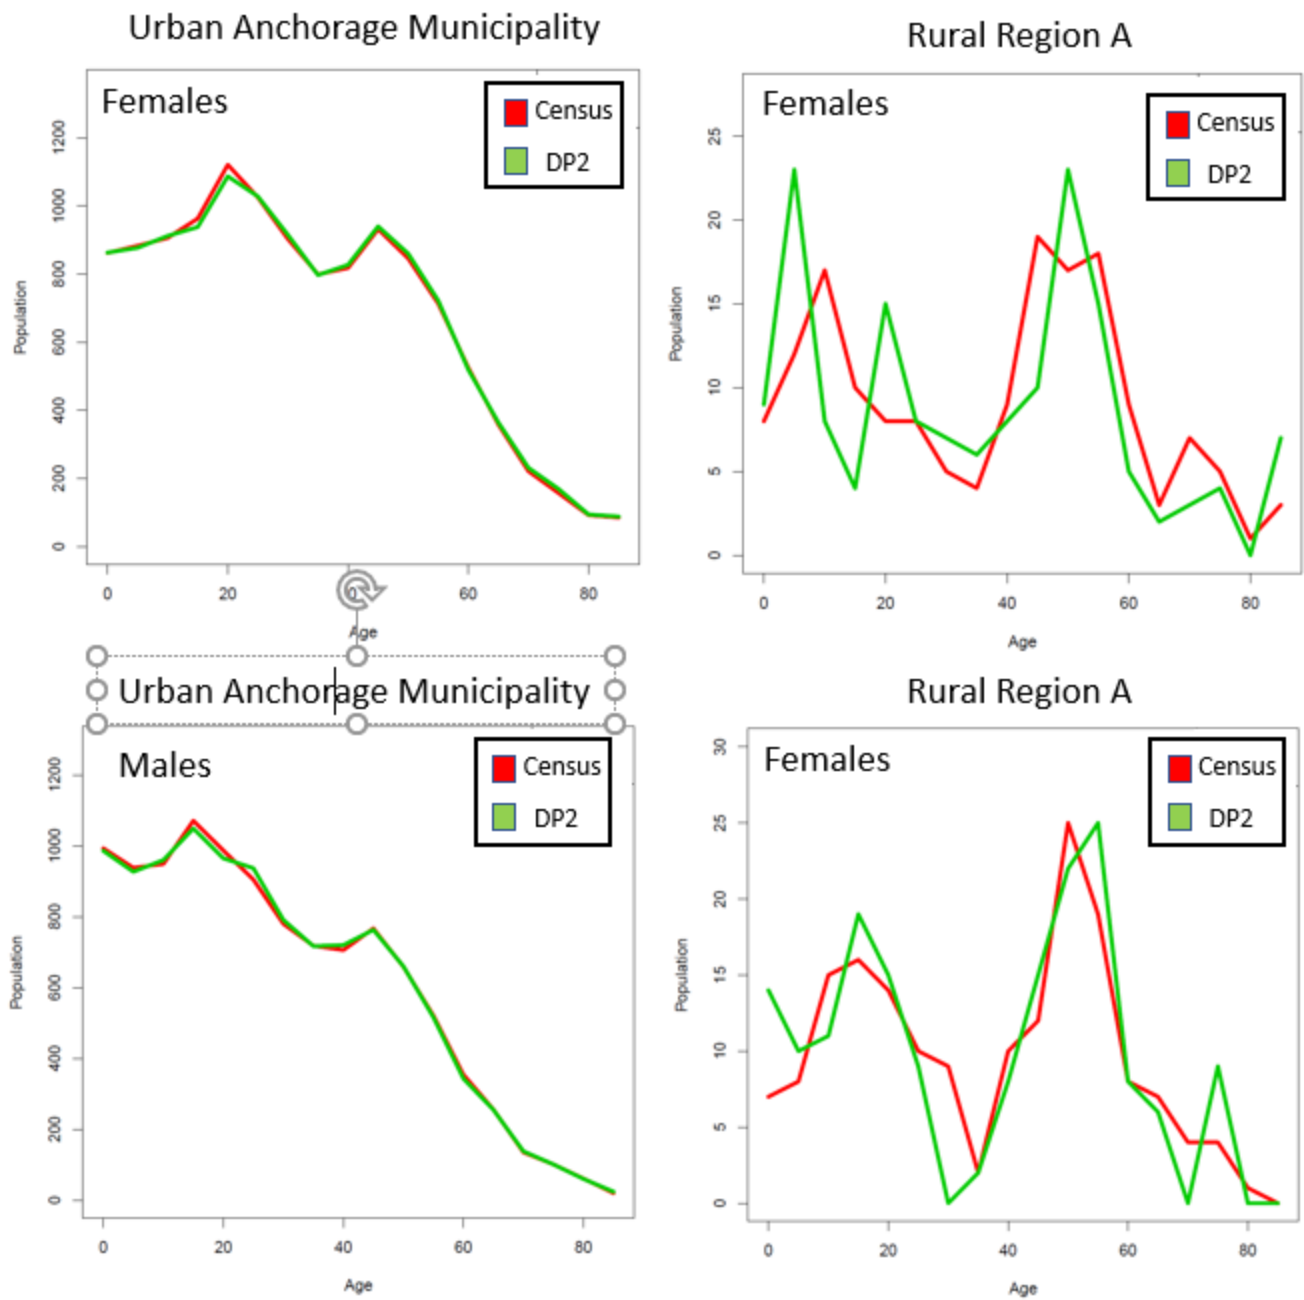 Urban Anchorage Municipality
Females
Census
DP2
1200
1000
800
600
400
200
0
Population
0 20 40 60 80
Age
Rural Region A
Females
Census
DP2
25
20
15
10
5
0
Population
0 20 40 60 80
Age
Urban Anchorage Municipality
Males
Census
DP2
1200
1000
800
600
400
200
0
Population
0 20 40 60 80
Age
Rural Region A
Females
Census
DP2
30
25
20
15
10
5
0
Population
0 20 40 60 80
Age